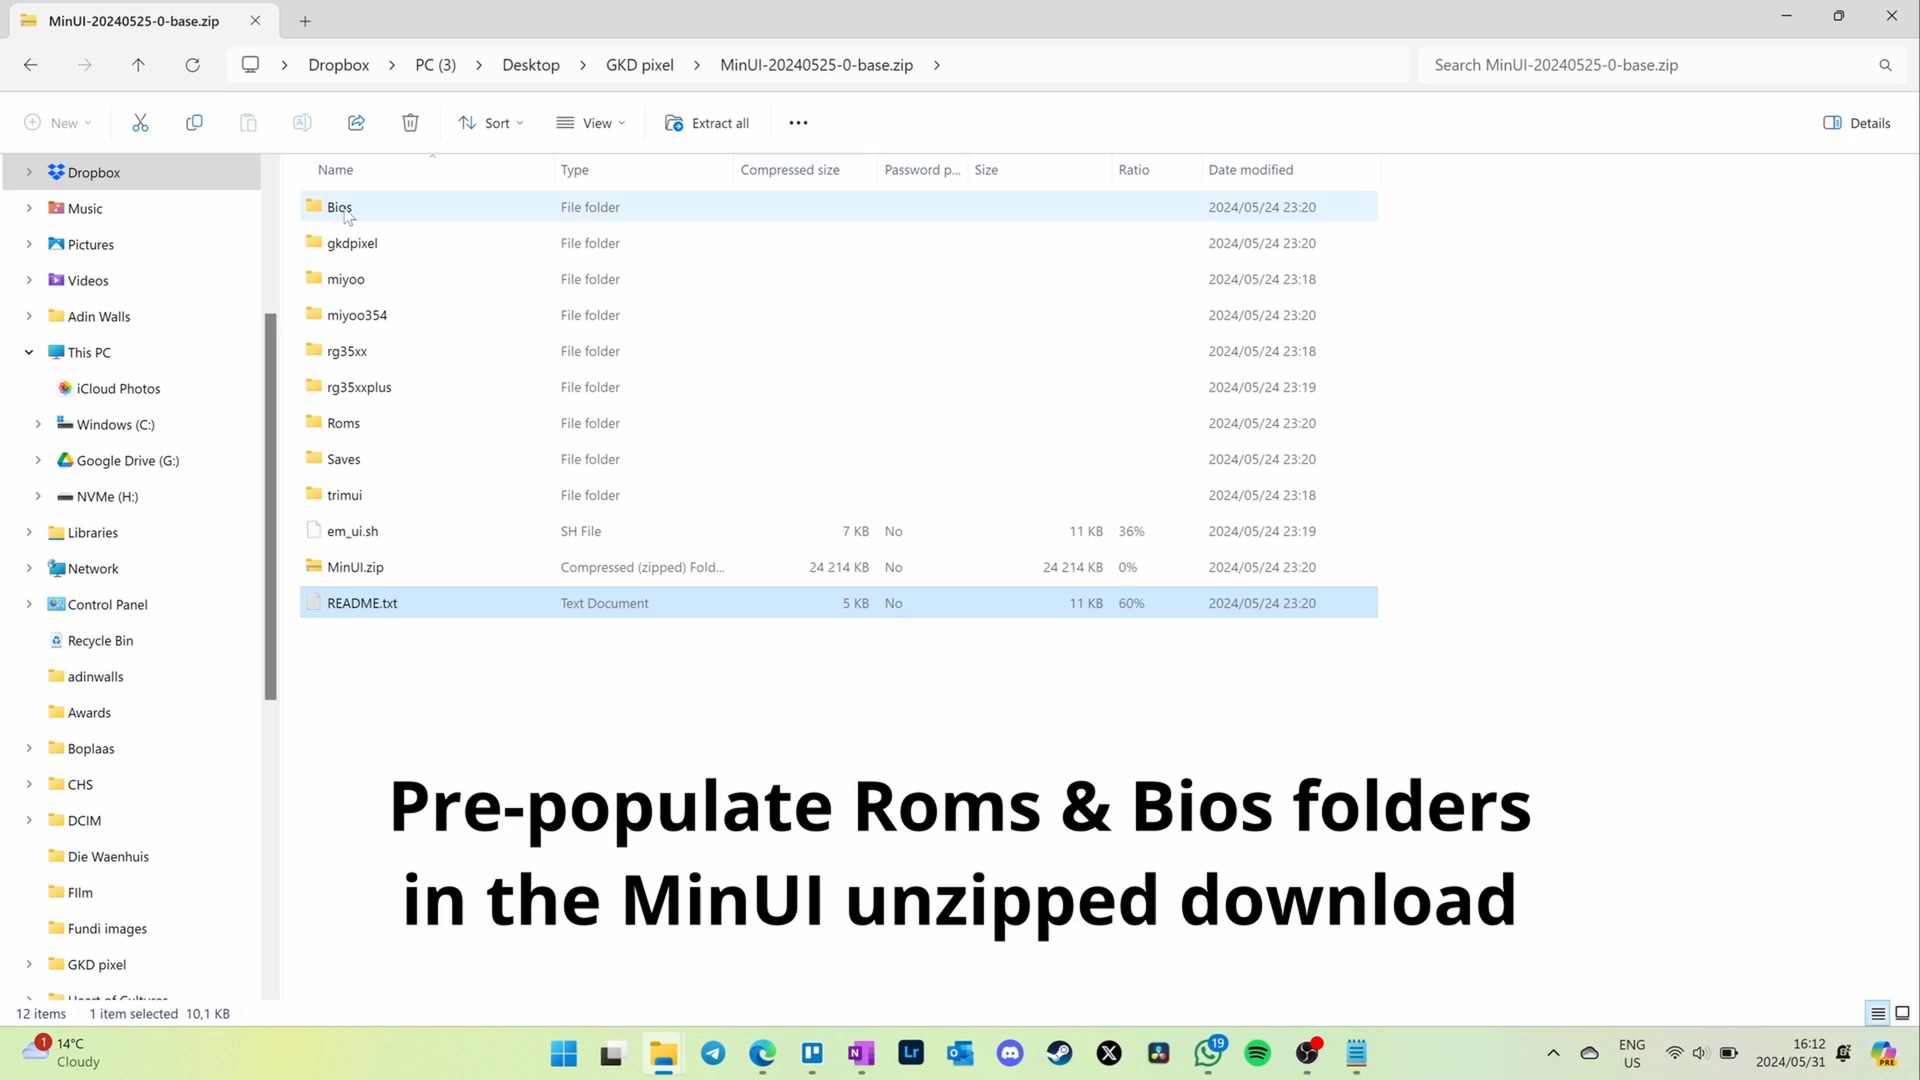 MinUI-20240525-0-base.zip
Dropbox
PC (3)
Desktop
GKD pixel
MinUI-20240525-0-base.zip
Search MinUI-20240525-0-base.zip
New
Sort
View
Extract all
Details
Name Type Compressed size Password p... Size Ratio Date modified
Bios File folder 2024/05/24 23:20
gkdpixel File folder 2024/05/24 23:20
miyoo File folder 2024/05/24 23:18
miyoo354 File folder 2024/05/24 23:20
rg35xx File folder 2024/05/24 23:18
rg35xxplus File folder 2024/05/24 23:19
Roms File folder 2024/05/24 23:20
Saves File folder 2024/05/24 23:20
trimui File folder 2024/05/24 23:18
em_ui.sh SH File 7 KB No 11 KB 36% 2024/05/24 23:19
MinUI.zip Compressed (zipped) Fold... 24 214 KB No 24 214 KB 0% 2024/05/24 23:20
README.txt Text Document 5 KB No 11 KB 60% 2024/05/24 23:20
Dropbox
Music
Pictures
Videos
Adin Walls
This PC
iCloud Photos
Windows (C:)
Google Drive (G:)
NVMe (H:)
Libraries
Network
Control Panel
Recycle Bin
adinwalls
Awards
Boplaas
CHS
DCIM
Die Waenhuis
FIlm
Fundi images
GKD pixel
Heart of Cultures
Pre-populate Roms & Bios folders
in the MinUI unzipped download
12 items 1 item selected 10,1 KB
1
14°C
Cloudy
N
Lr
19
ENG
US
16:12
2024/05/31
PRE